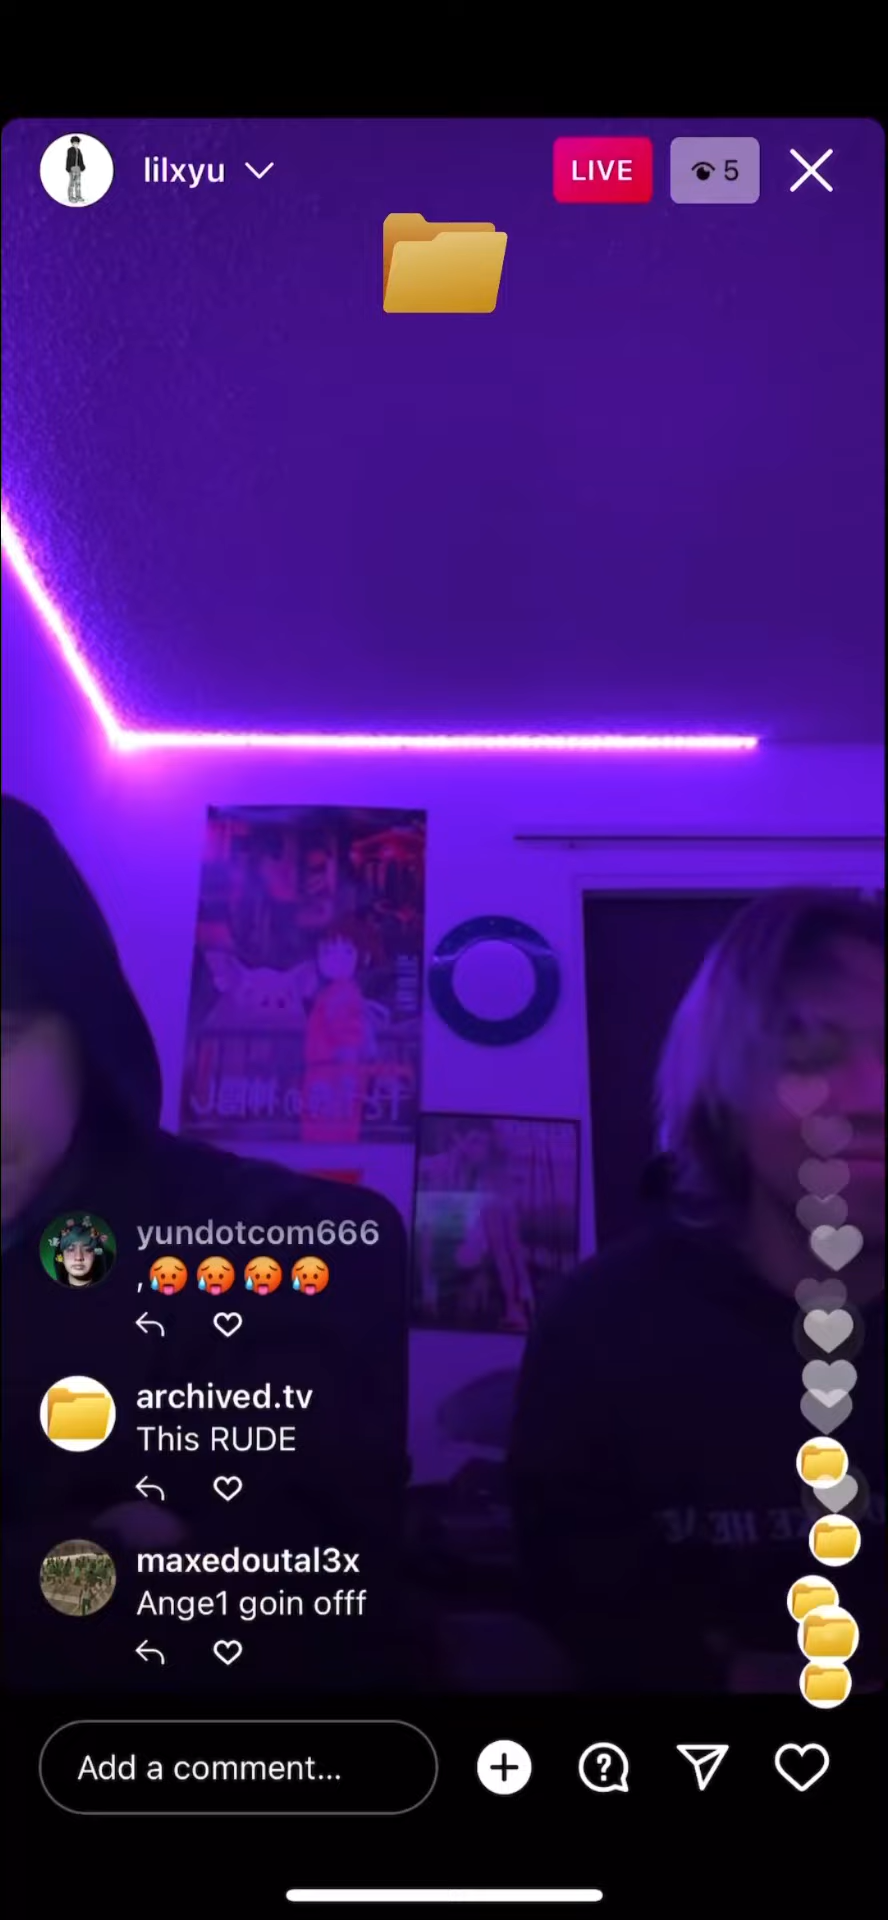 lilxyu
LIVE
5
yundotcom666
,🥵🥵🥵🥵
archived.tv
This RUDE
maxedoutal3x
Ange1 goin offf
Add a comment...